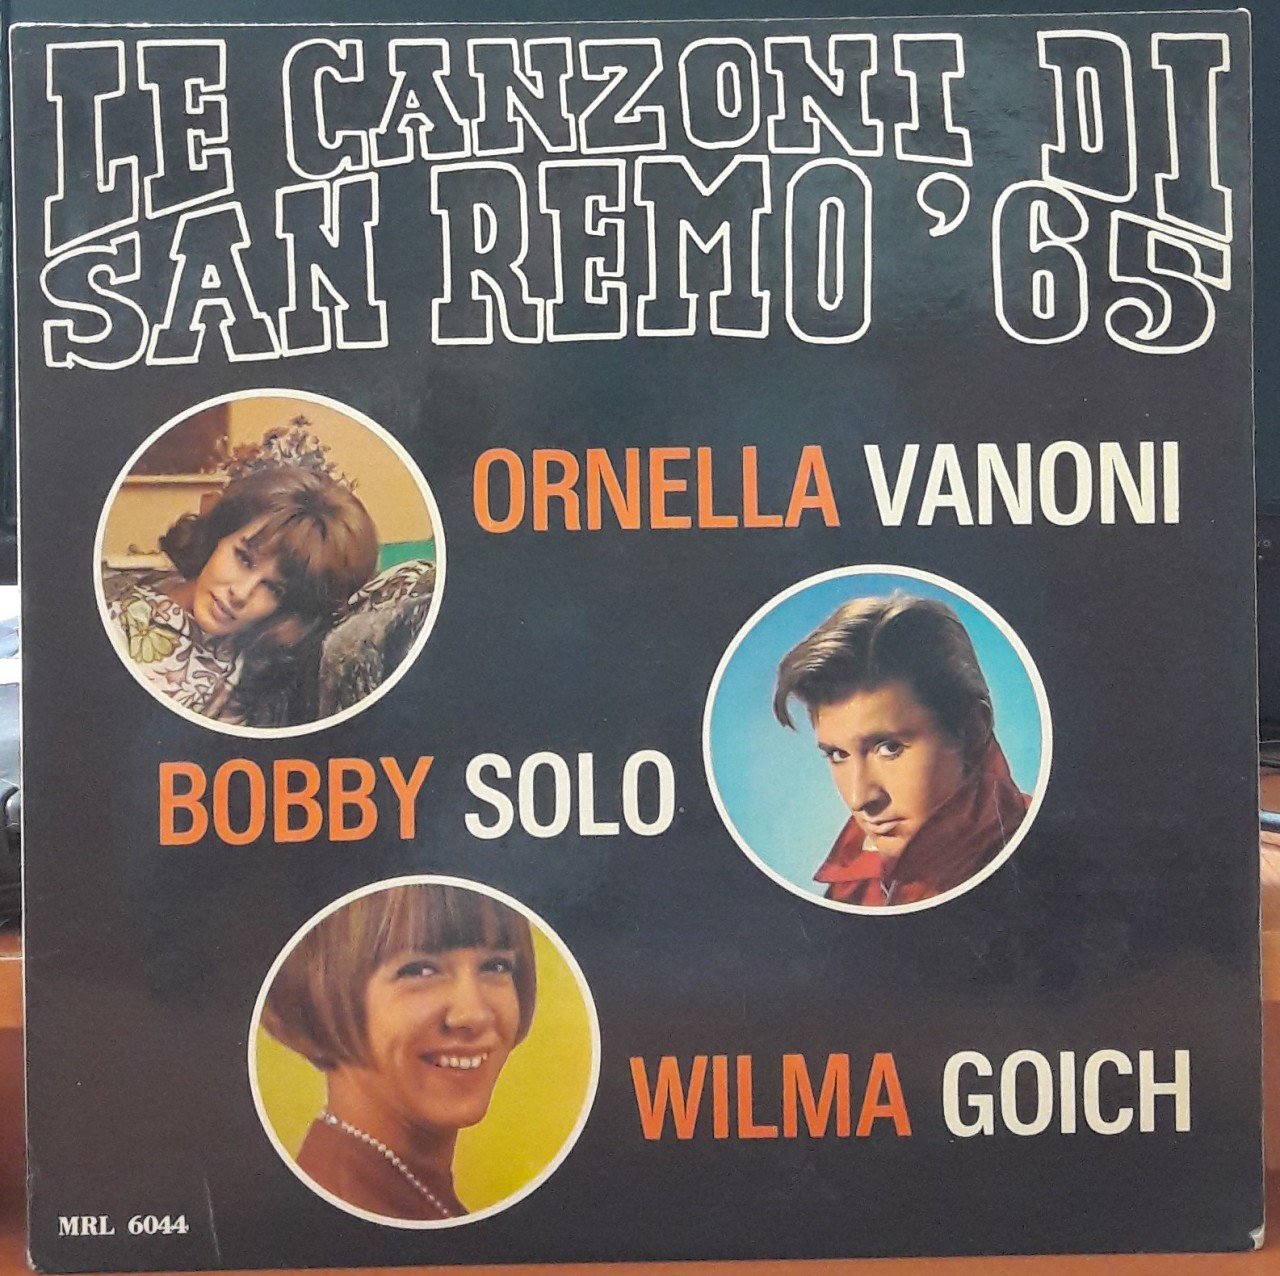 LE CANZONI DI
SAN REMO '65
ORNELLA VANONI
BOBBY SOLO
WILMA GOICH
MRL 6044